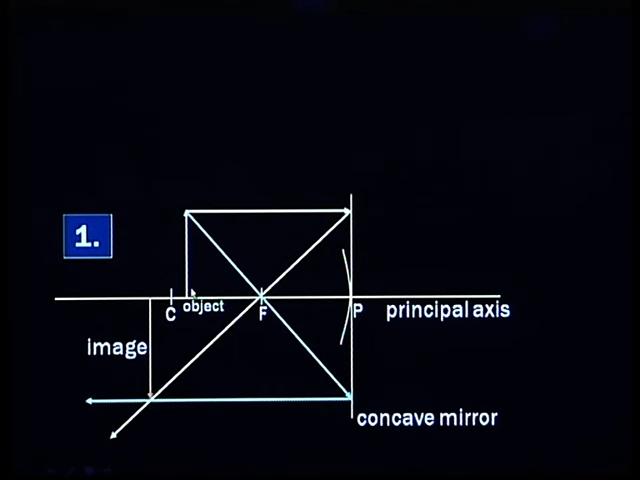 1.
C
object
F
P
principal axis
image
concave mirror